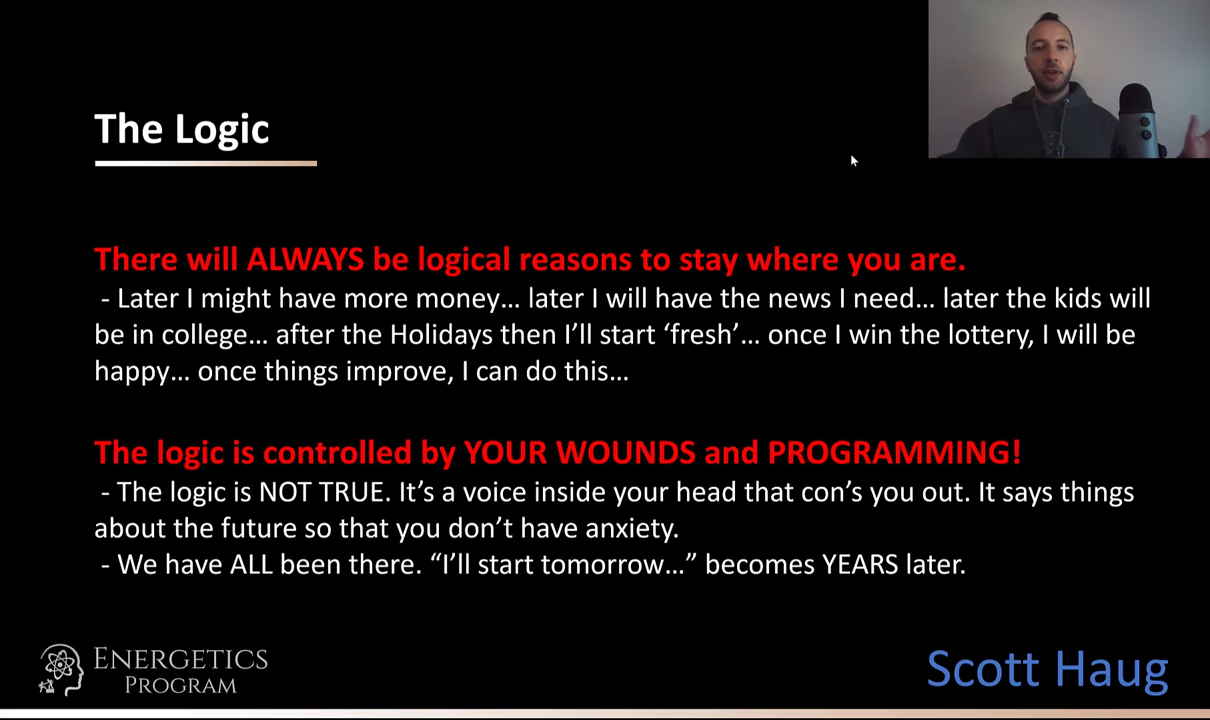 The Logic
There will ALWAYS be logical reasons to stay where you are.
- Later I might have more money… later I will have the news I need… later the kids will
be in college… after the Holidays then I’ll start ‘fresh’… once I win the lottery, I will be
happy… once things improve, I can do this…
The logic is controlled by YOUR WOUNDS and PROGRAMMING!
- The logic is NOT TRUE. It’s a voice inside your head that con’s you out. It says things
about the future so that you don’t have anxiety.
- We have ALL been there. “I’ll start tomorrow…” becomes YEARS later.
ENERGETICS
PROGRAM
Scott Haug